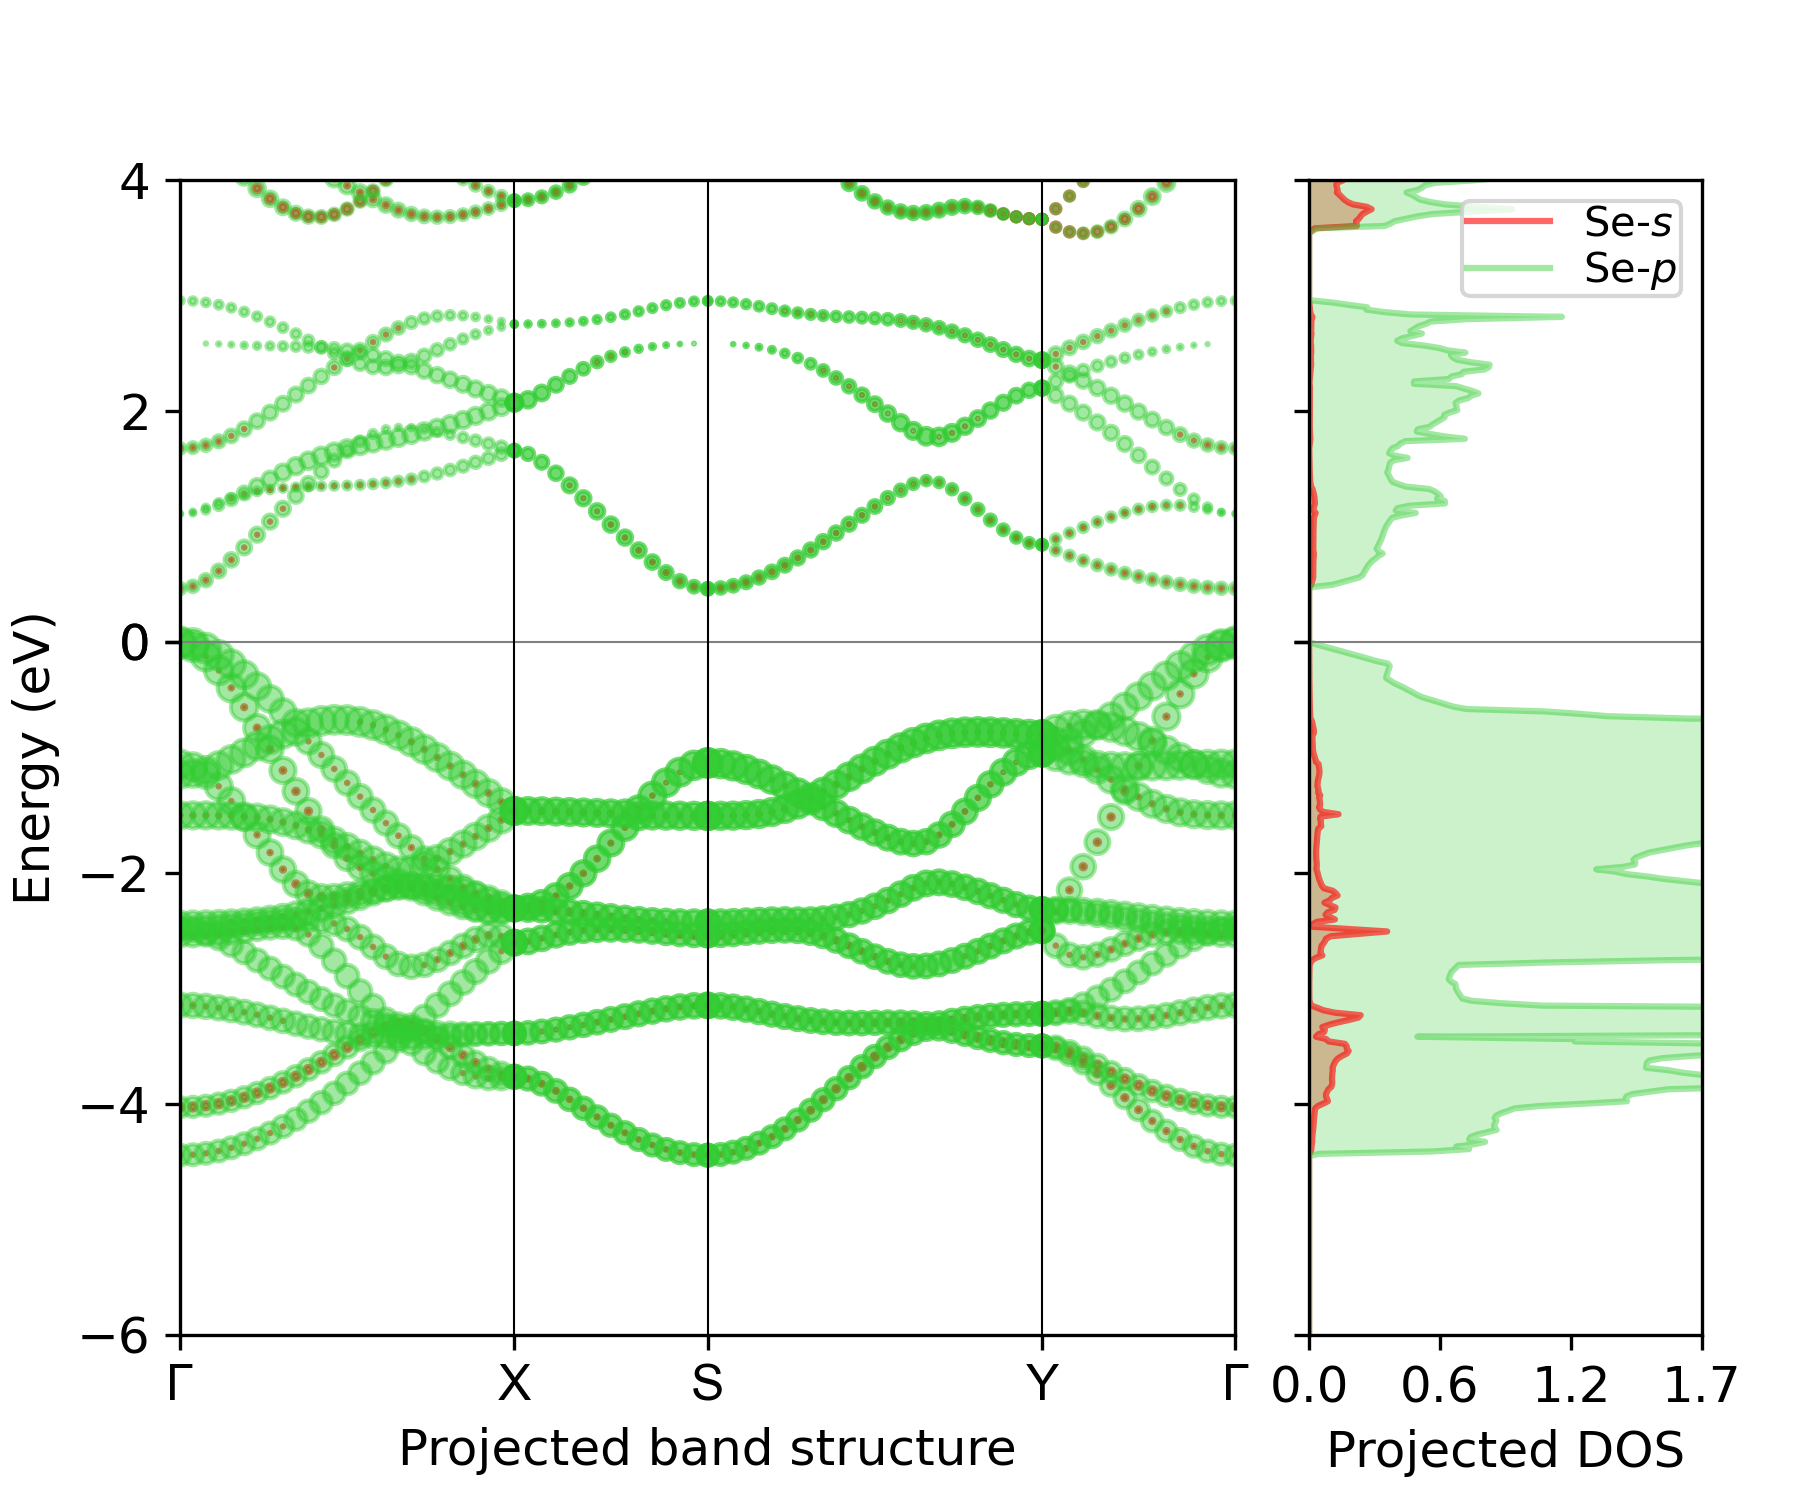 4
2
0
−2
−4
−6
Energy (eV)
Γ X S Y Γ
Projected band structure
Se-s
Se-p
0.0 0.6 1.2 1.7
Projected DOS